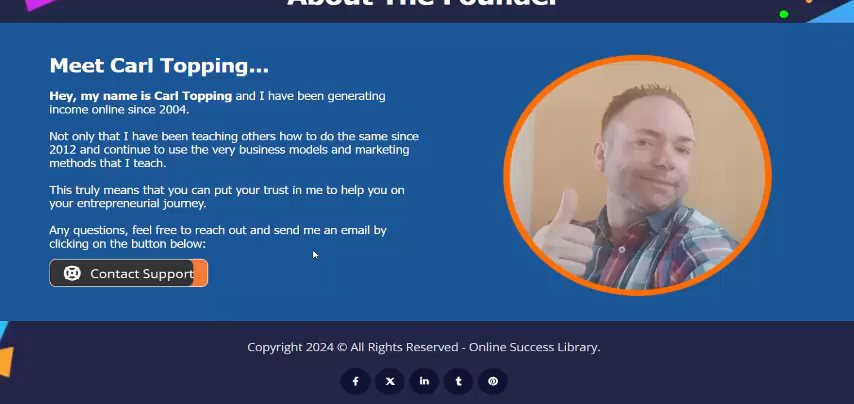 About The Founder
Meet Carl Topping...
Hey, my name is Carl Topping and I have been generating
income online since 2004.
Not only that I have been teaching others how to do the same since
2012 and continue to use the very business models and marketing
methods that I teach.
This truly means that you can put your trust in me to help you on
your entrepreneurial journey.
Any questions, feel free to reach out and send me an email by
clicking on the button below:
Contact Support
Copyright 2024 © All Rights Reserved - Online Success Library.